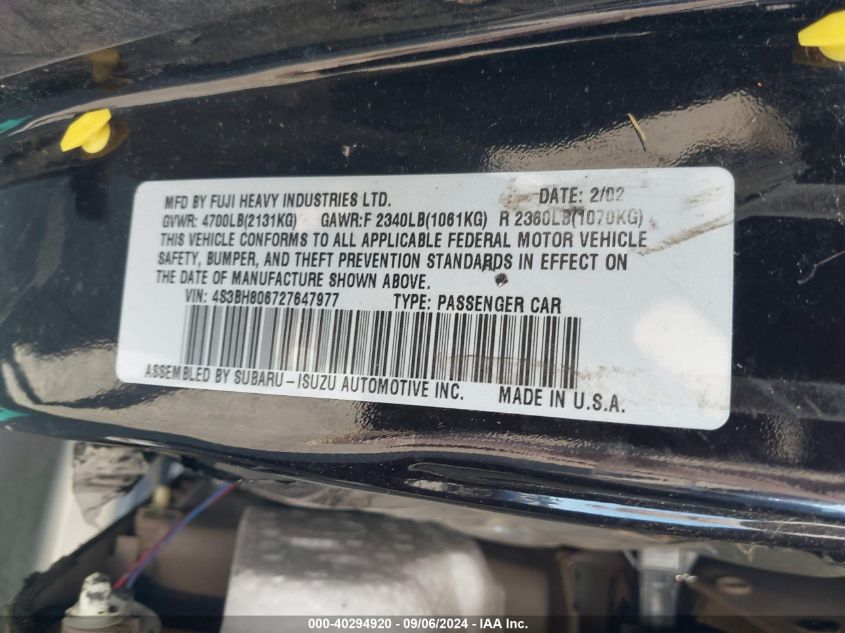 MFD BY FUJI HEAVY INDUSTRIES LTD. DATE: 2/02
GVWR: 4700LB(2131KG) GAWR:F 2340LB(1061KG) R 2360LB(1070KG)
THIS VEHICLE CONFORMS TO ALL APPLICABLE FEDERAL MOTOR VEHICLE
SAFETY, BUMPER, AND THEFT PREVENTION STANDARDS IN EFFECT ON
THE DATE OF MANUFACTURE SHOWN ABOVE.
VIN: 4S3BH806727647977 TYPE: PASSENGER CAR
ASSEMBLED BY SUBARU-ISUZU AUTOMOTIVE INC. MADE IN U.S.A.
000-40294920 - 09/06/2024 - IAA Inc.